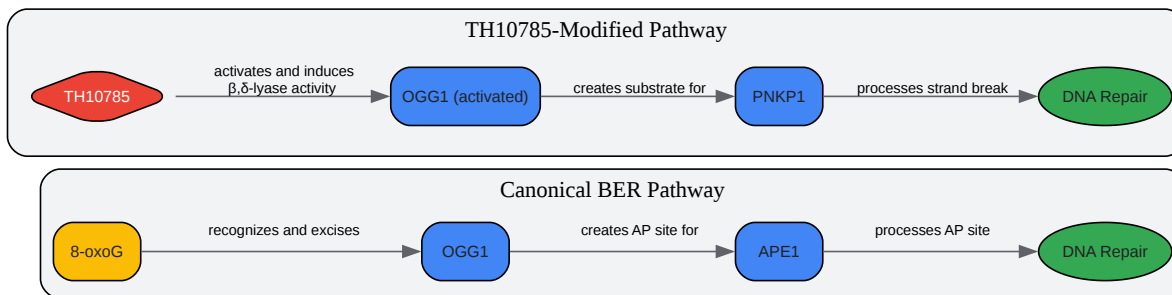 TH10785-Modified Pathway
TH10785
activates and induces
β,δ-lyase activity
OGG1 (activated)
creates substrate for
PNKP1
processes strand break
DNA Repair
Canonical BER Pathway
8-oxoG
recognizes and excises
OGG1
creates AP site for
APE1
processes AP site
DNA Repair